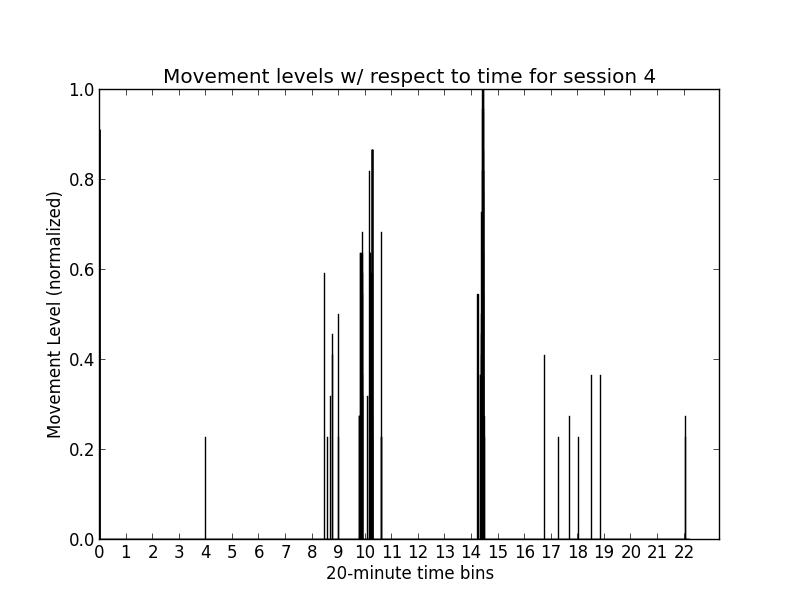 Movement levels w/ respect to time for session 4
Movement Level (normalized)
1.0
0.8
0.6
0.4
0.2
0.0
0 1 2 3 4 5 6 7 8 9 10 11 12 13 14 15 16 17 18 19 20 21 22
20-minute time bins